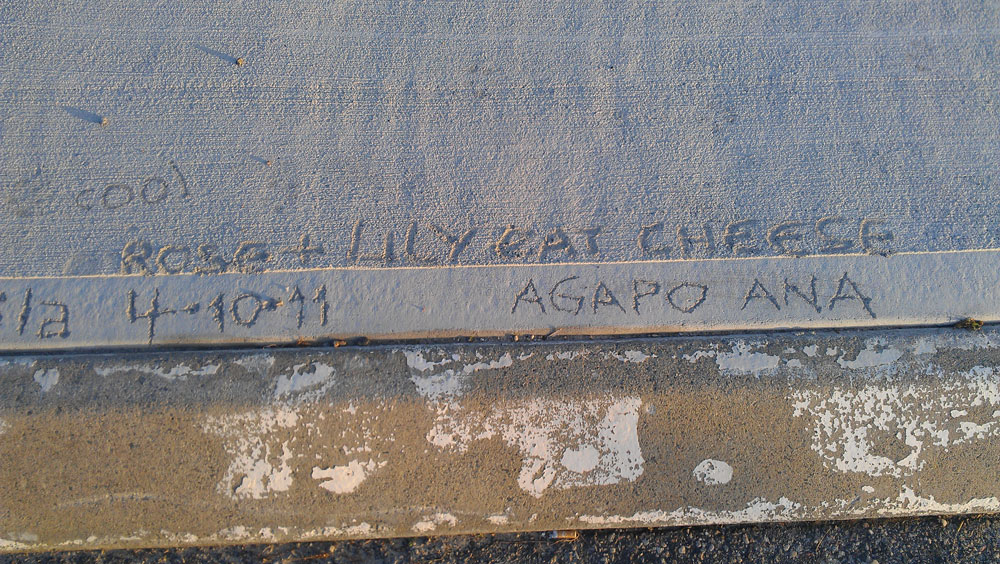 cool
ROSE + LILY EAT CHEESE
4-10-11 AGAPO ANA